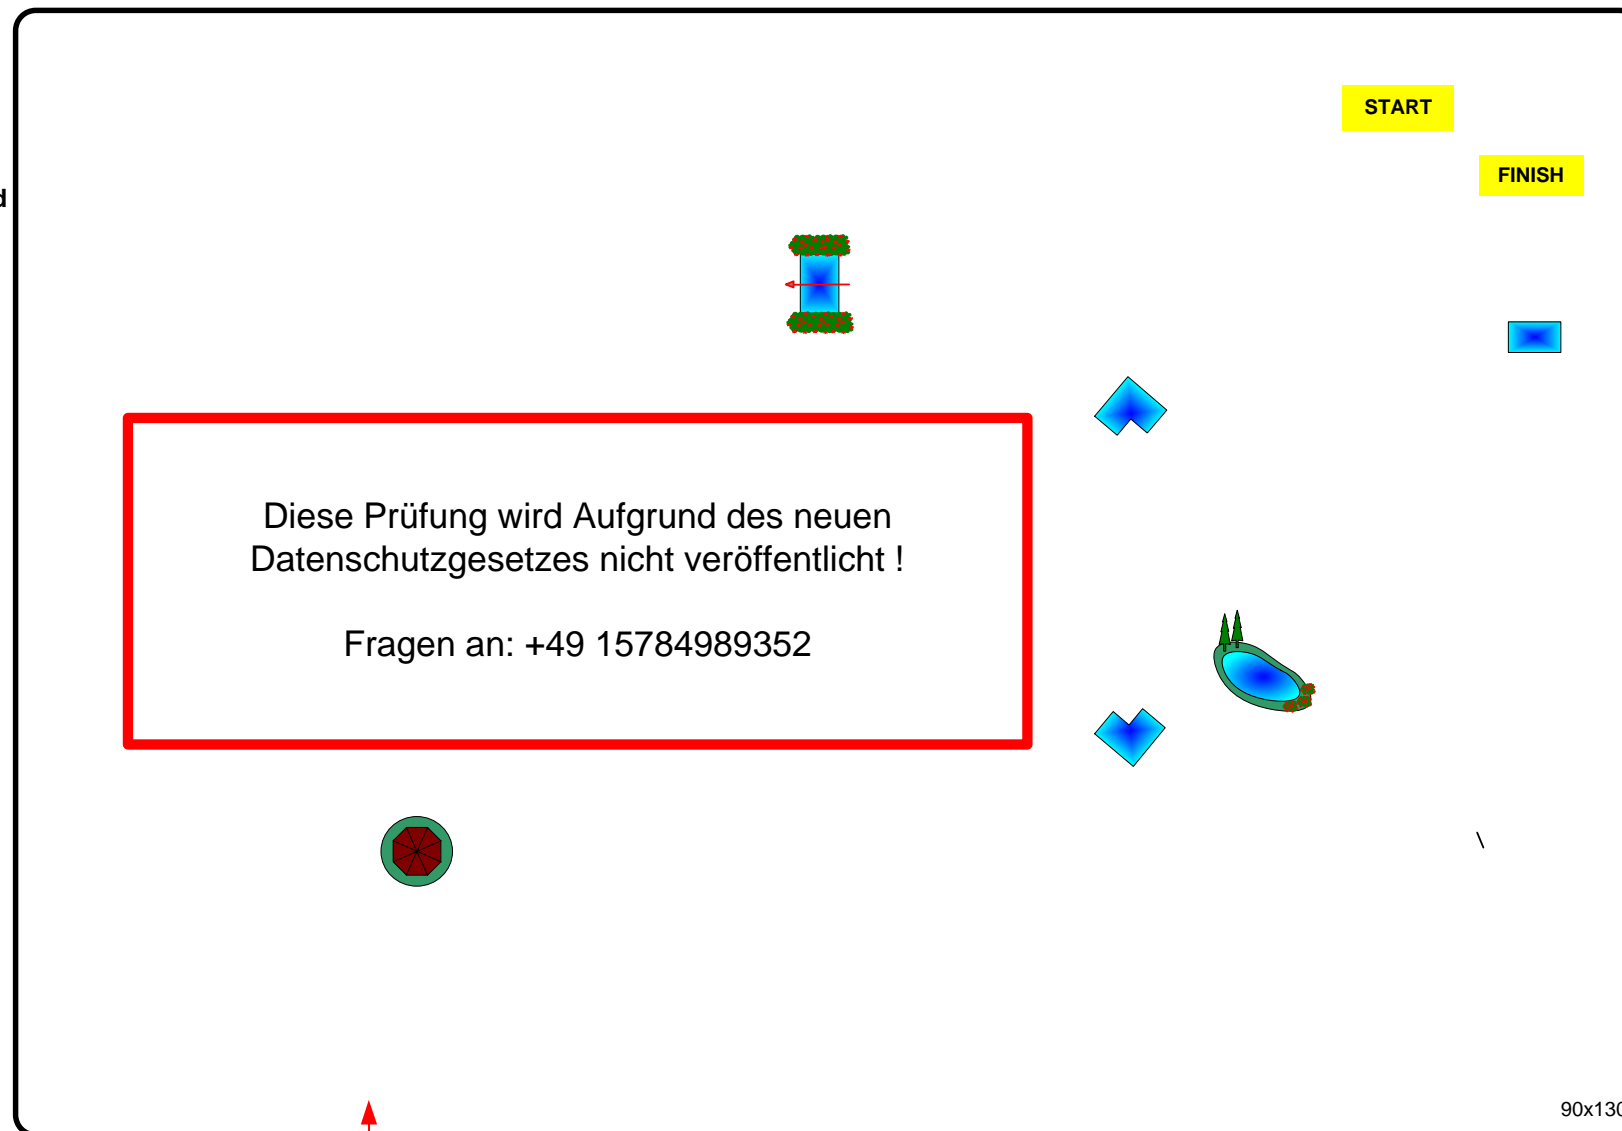 START
FINISH
d
Diese Prüfung wird Aufgrund des neuen
Datenschutzgesetzes nicht veröffentlicht !
Fragen an: +49 15784989352
\
90x130